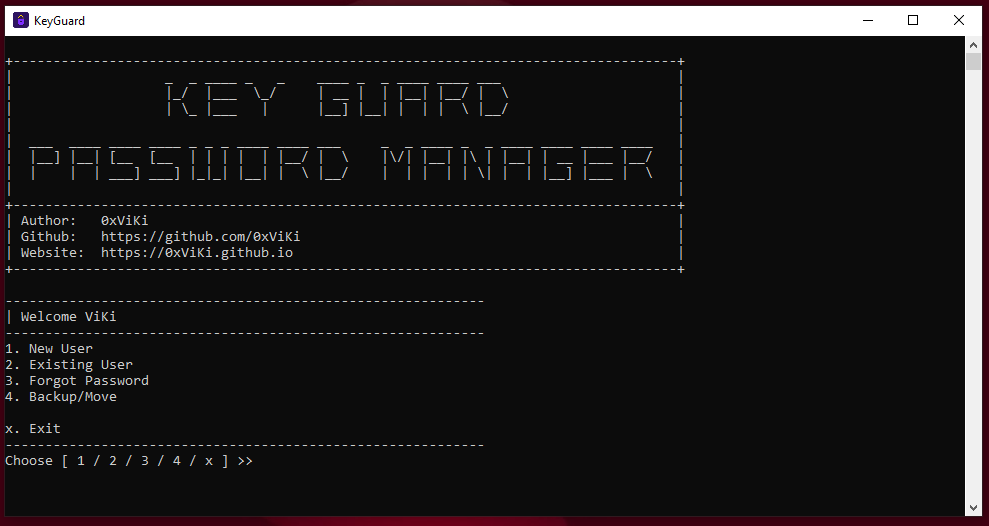 KeyGuard
KEY GUARD
PASSWORD MANAGER
| Author:   0xViKi |
| Github:   https://github.com/0xViKi |
| Website:  https://0xViKi.github.io |
| Welcome ViKi
1. New User
2. Existing User
3. Forgot Password
4. Backup/Move
x. Exit
Choose [ 1 / 2 / 3 / 4 / x ] >>